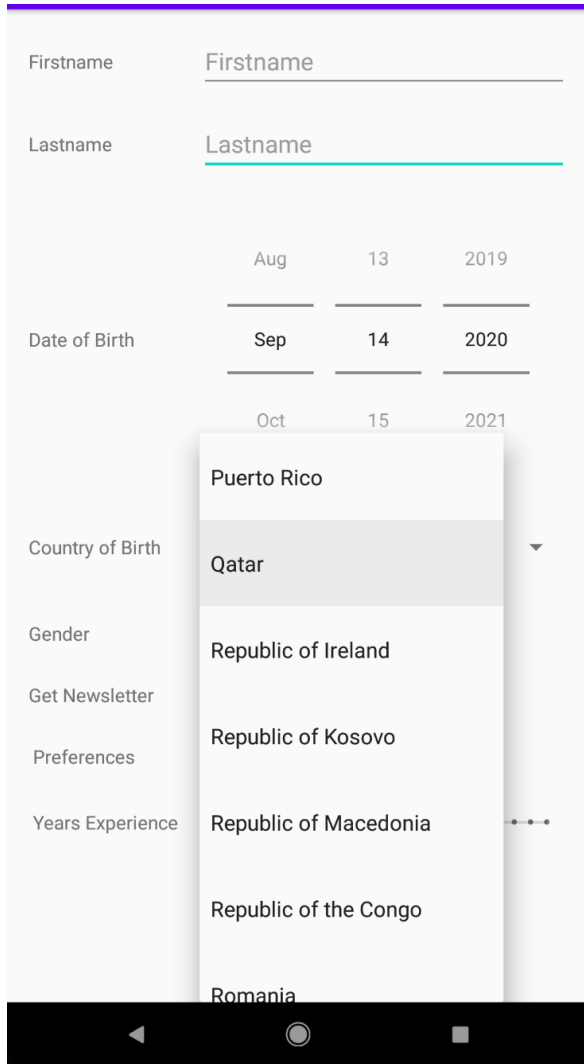 Firstname Firstname
Lastname Lastname
Aug 13 2019
Date of Birth Sep 14 2020
Oct 15 2021
Puerto Rico
Country of Birth
Qatar
Gender
Republic of Ireland
Get Newsletter
Republic of Kosovo
Preferences
Years Experience Republic of Macedonia
Republic of the Congo
Romania